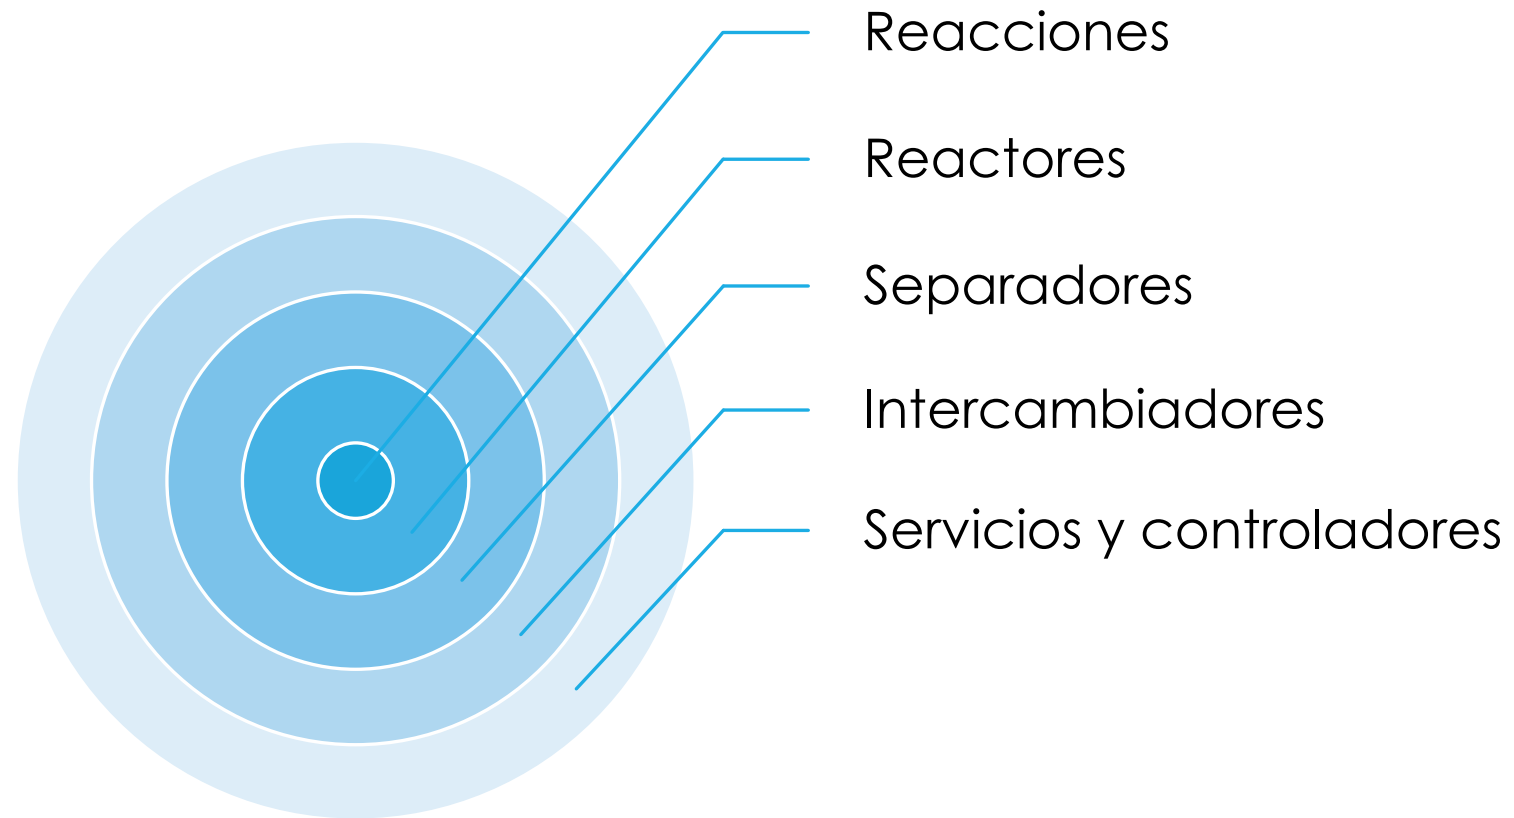 Reacciones
Reactores
Separadores
Intercambiadores
Servicios y controladores